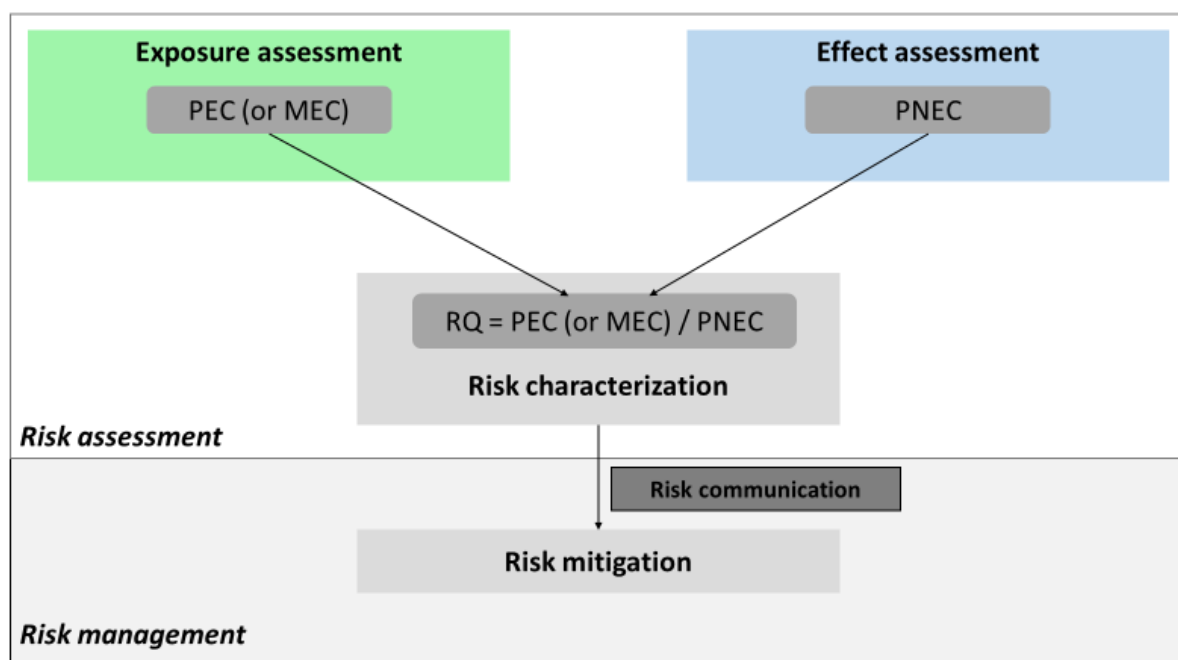 Exposure assessment
PEC (or MEC)
Effect assessment
PNEC
RQ = PEC (or MEC) / PNEC
Risk characterization
Risk assessment
Risk communication
Risk mitigation
Risk management